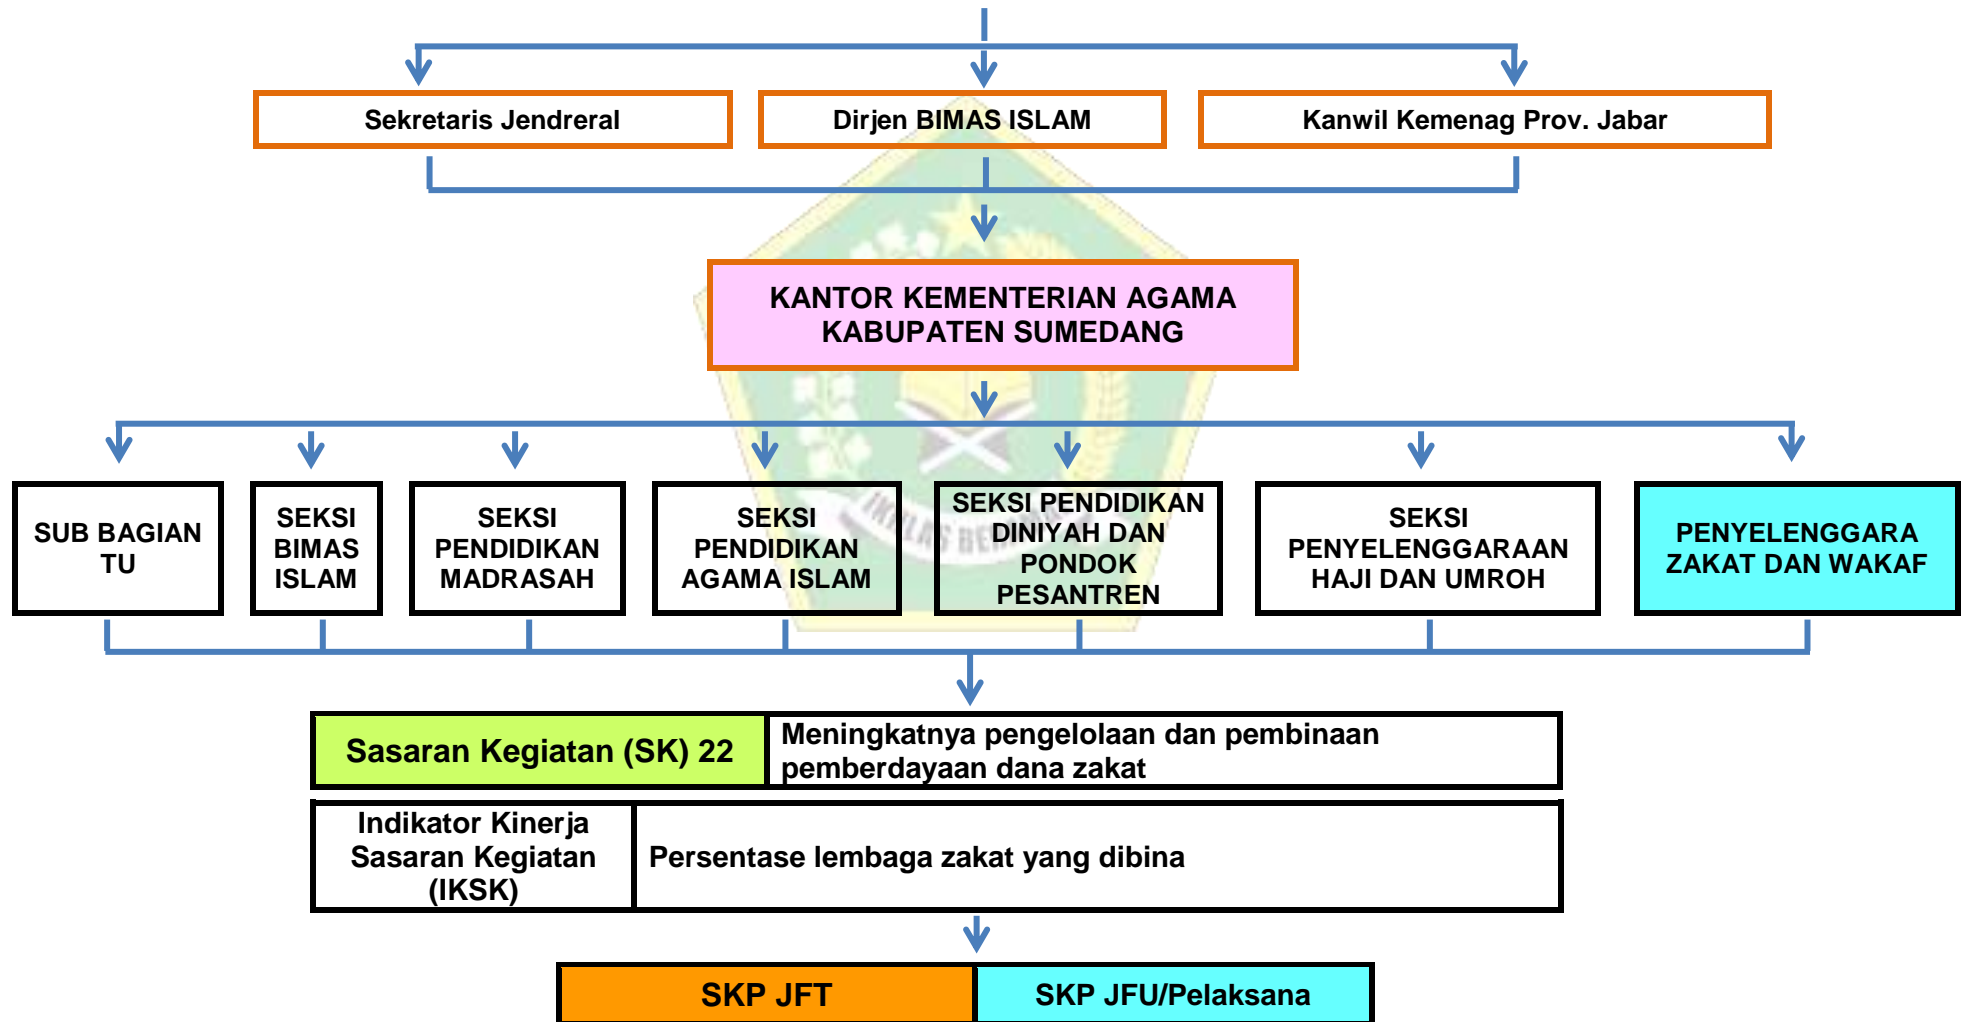 Sekretaris Jendreral
Dirjen BIMAS ISLAM
Kanwil Kemenag Prov. Jabar
KANTOR KEMENTERIAN AGAMA
KABUPATEN SUMEDANG
SUB BAGIAN
TU
SEKSI
BIMAS
ISLAM
SEKSI
PENDIDIKAN
MADRASAH
SEKSI
PENDIDIKAN
AGAMA ISLAM
SEKSI PENDIDIKAN
DINIYAH DAN
PONDOK
PESANTREN
SEKSI
PENYELENGGARAAN
HAJI DAN UMROH
PENYELENGGARA
ZAKAT DAN WAKAF
Sasaran Kegiatan (SK) 22
Meningkatnya pengelolaan dan pembinaan
pemberdayaan dana zakat
Indikator Kinerja
Sasaran Kegiatan
(IKSK)
Persentase lembaga zakat yang dibina
SKP JFT
SKP JFU/Pelaksana